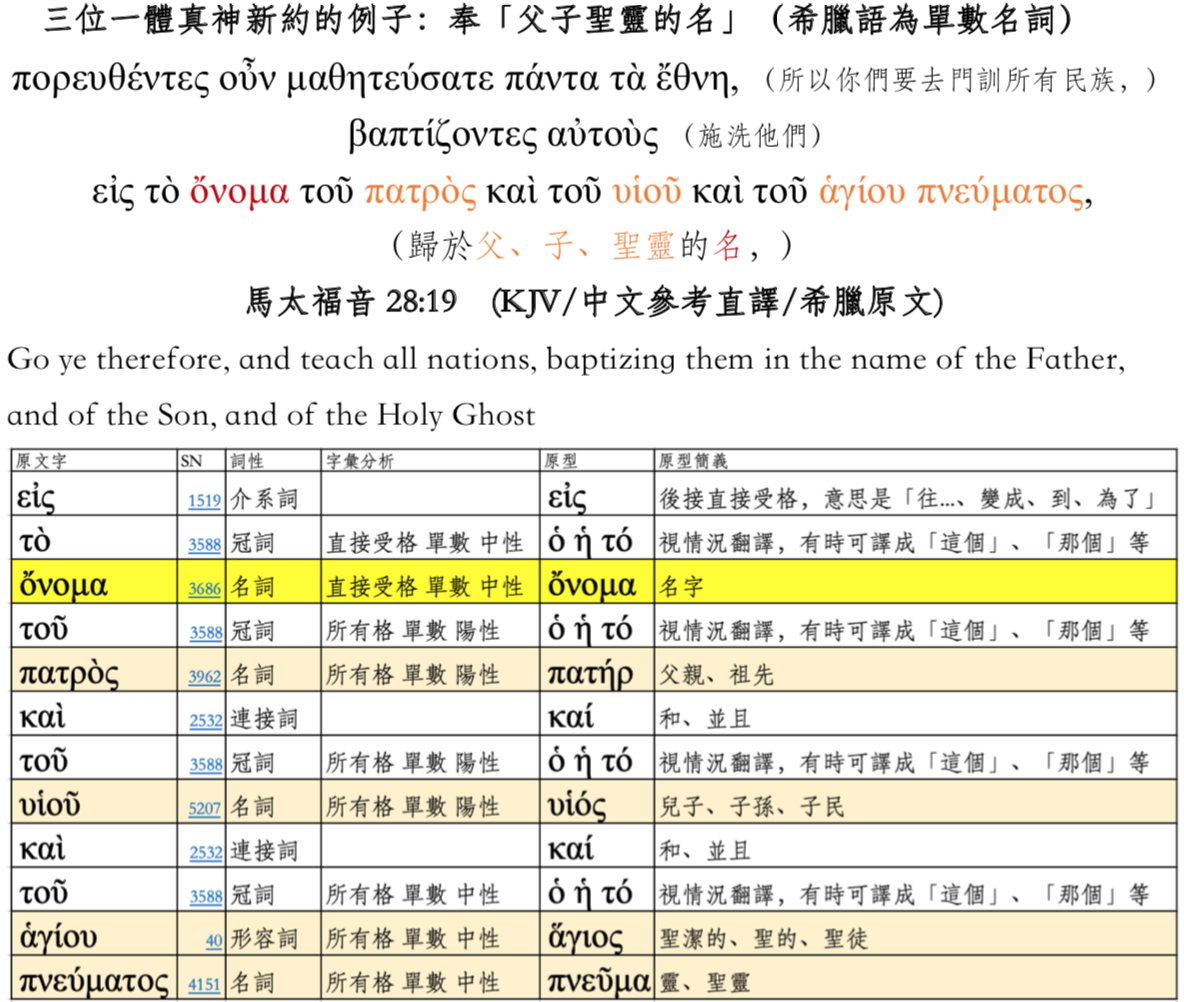 三位一體真神新約的例子：奉「父子聖靈的名」（希臘語為單數名詞）
πορευθέντες οὖν μαθητεύσατε πάντα τὰ ἔθνη,（所以你們要去門訓所有民族，）
βαπτίζοντες αὐτοὺς（施洗他們）
εἰς τὸ ὄνομα τοῦ πατρὸς καὶ τοῦ υἱοῦ καὶ τοῦ ἁγίου πνεύματος,
（歸於父、子、聖靈的名，）
馬太福音 28:19 (KJV/中文參考直譯/希臘原文)
Go ye therefore, and teach all nations, baptizing them in the name of the Father,
and of the Son, and of the Holy Ghost
原文字 SN 詞性 字彙分析 原型 原型簡義
εἰς 1519 介系詞 εἰς 後接直接受格，意思是「往...、變成、到、為了」
τὸ 3588 冠詞 直接受格 單數 中性 ὁ ἡ τό 視情況翻譯，有時可譯成「這個」、「那個」等
ὄνομα 3686 名詞 直接受格 單數 中性 ὄνομα 名字
τοῦ 3588 冠詞 所有格 單數 陽性 ὁ ἡ τό 視情況翻譯，有時可譯成「這個」、「那個」等
πατρὸς 3962 名詞 所有格 單數 陽性 πατήρ 父親、祖先
καὶ 2532 連接詞 καί 和、並且
τοῦ 3588 冠詞 所有格 單數 陽性 ὁ ἡ τό 視情況翻譯，有時可譯成「這個」、「那個」等
υἱοῦ 5207 名詞 所有格 單數 陽性 υἱός 兒子、子孫、子民
καὶ 2532 連接詞 καί 和、並且
τοῦ 3588 冠詞 所有格 單數 中性 ὁ ἡ τό 視情況翻譯，有時可譯成「這個」、「那個」等
ἁγίου 40 形容詞 所有格 單數 中性 ἅγιος 聖潔的、聖的、聖徒
πνεύματος 4151 名詞 所有格 單數 中性 πνεῦμα 靈、聖靈